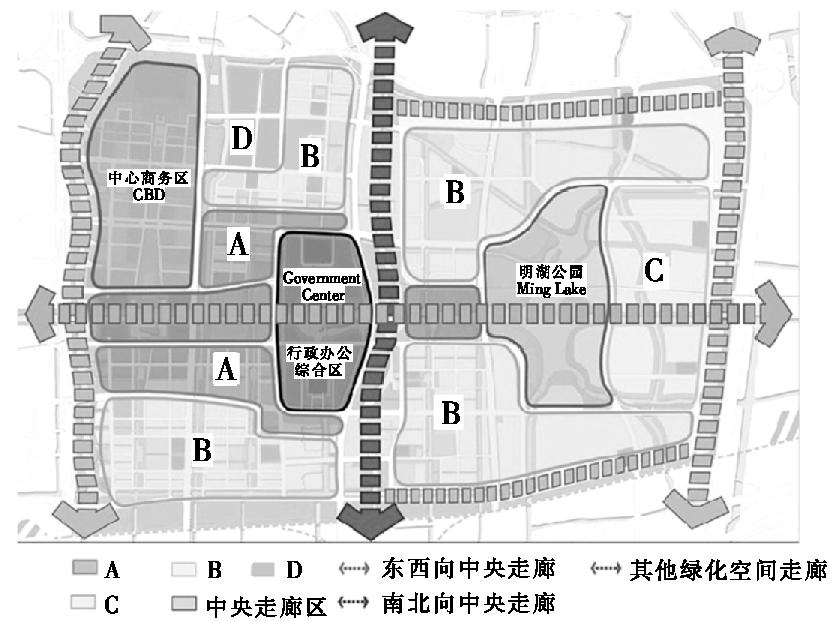 D
B
中心商务区
CBD
B
A
明湖公园
Ming Lake
C
Government
Center
行政办公
综合区
A
B
B
A B D 东西向中央走廊 其他绿化空间走廊
C 中央走廊区 南北向中央走廊